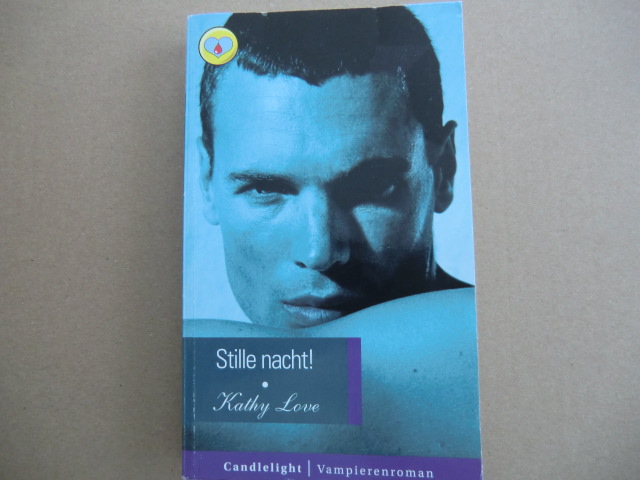 Stille nacht!
Kathy Love
Candlelight | Vampierenroman